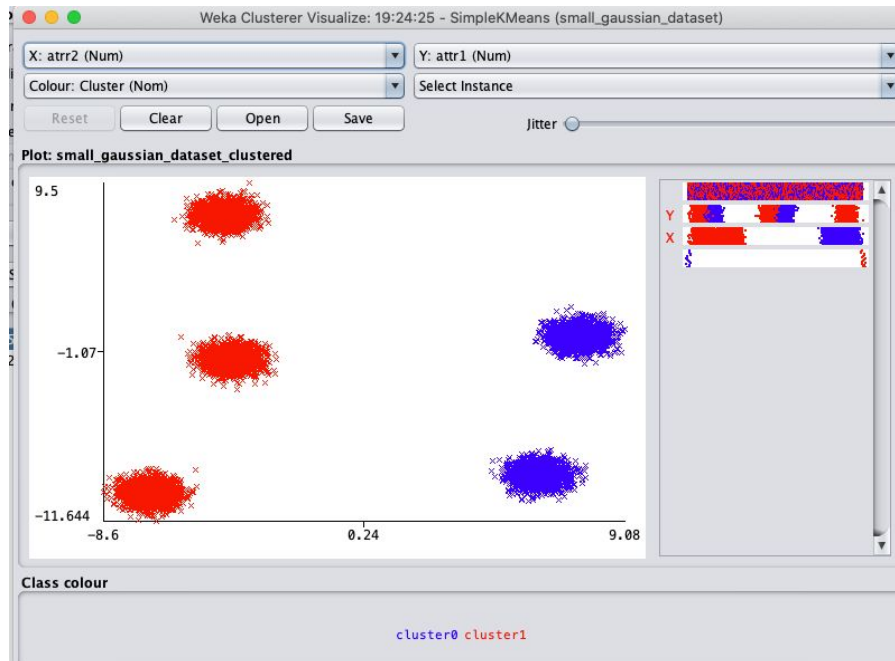 Weka Clusterer Visualize: 19:24:25 - SimpleKMeans (small_gaussian_dataset)
X: atrr2 (Num) Y: attr1 (Num)
Colour: Cluster (Nom) Select Instance
Reset Clear Open Save Jitter
Plot: small_gaussian_dataset_clustered
9.5
Y
X
-1.07
-11.644
-8.6 0.24 9.08
Class colour
cluster0 cluster1